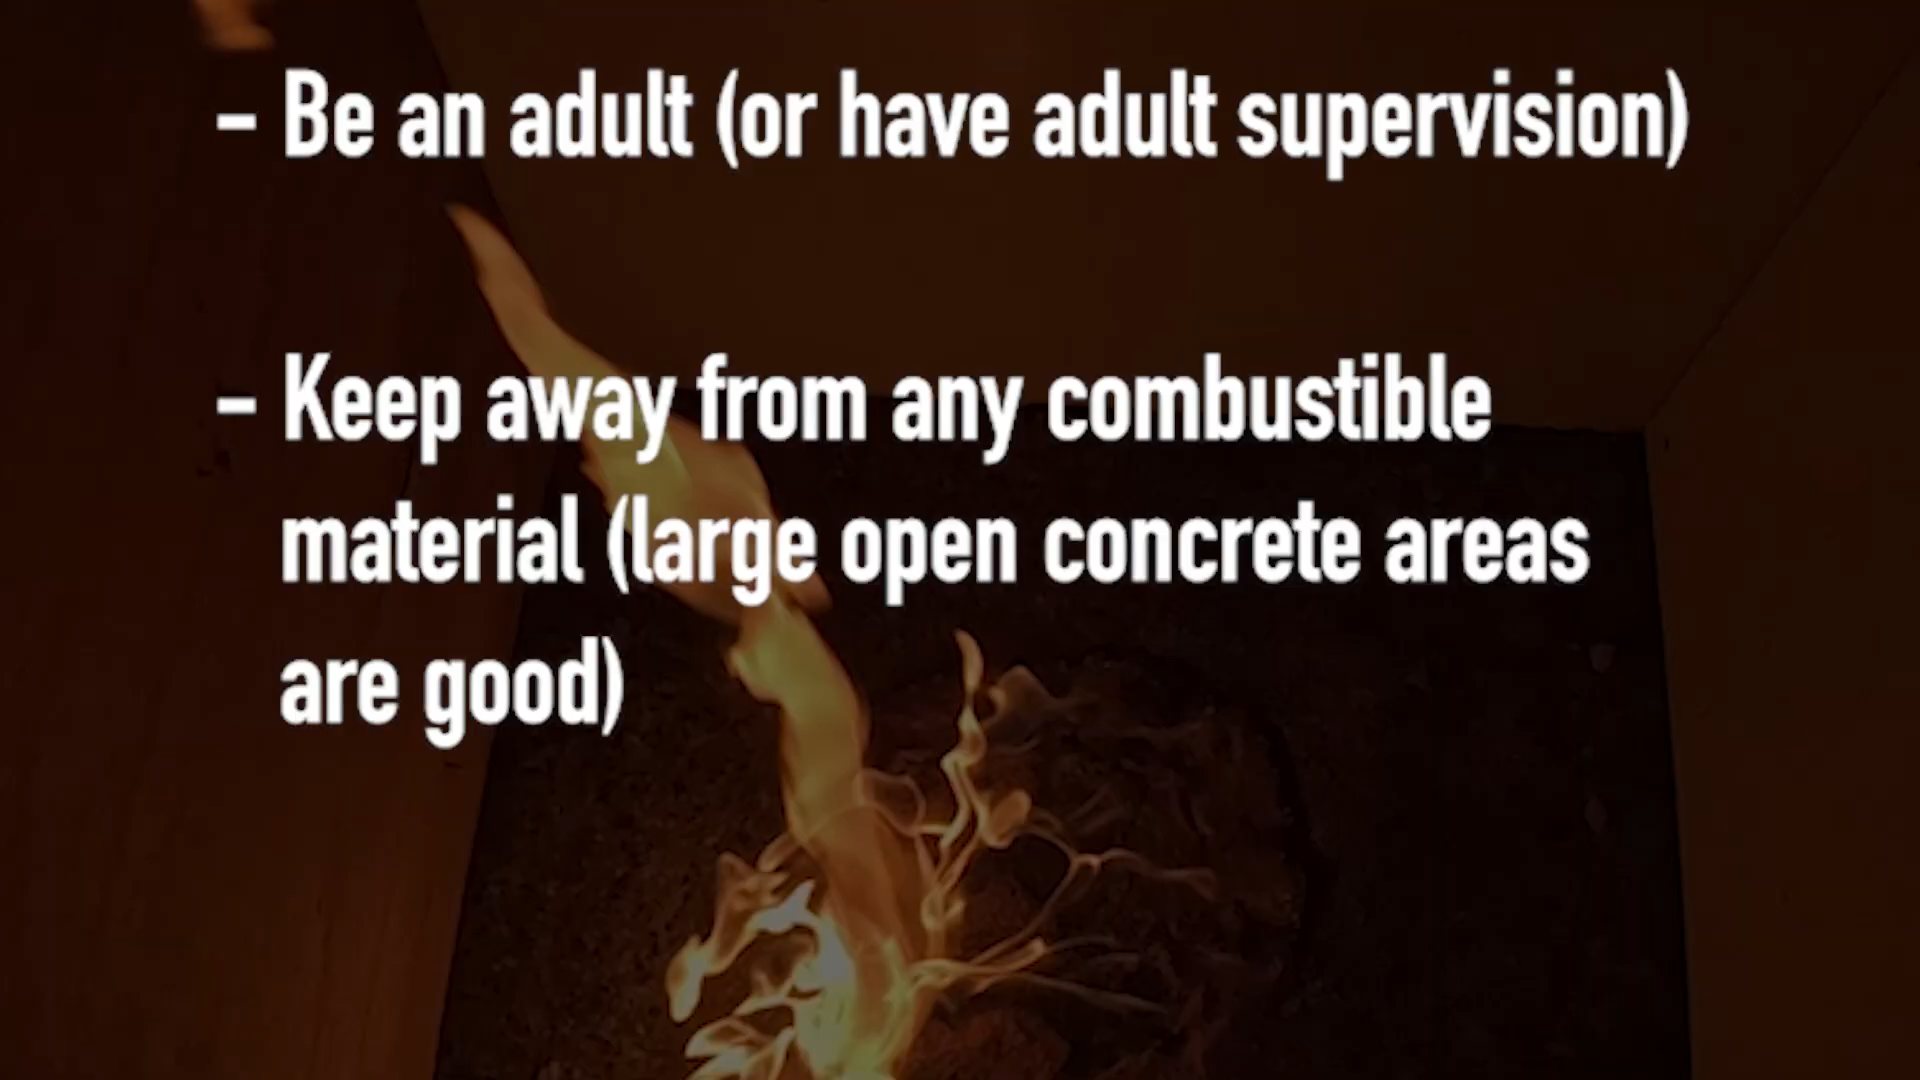 - Be an adult (or have adult supervision)
- Keep away from any combustible
material (large open concrete areas
are good)